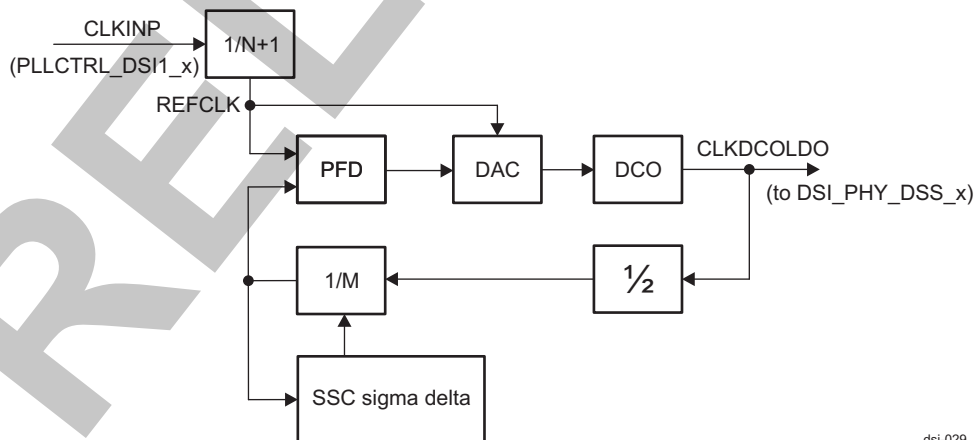 CLKINP
1/N+1
(PLLCTRL_DSI1_x)
REFCLK
PFD
DAC
DCO
CLKDCOLDO
(to DSI_PHY_DSS_x)
1/M
½
SSC sigma delta
dsi-029
REL